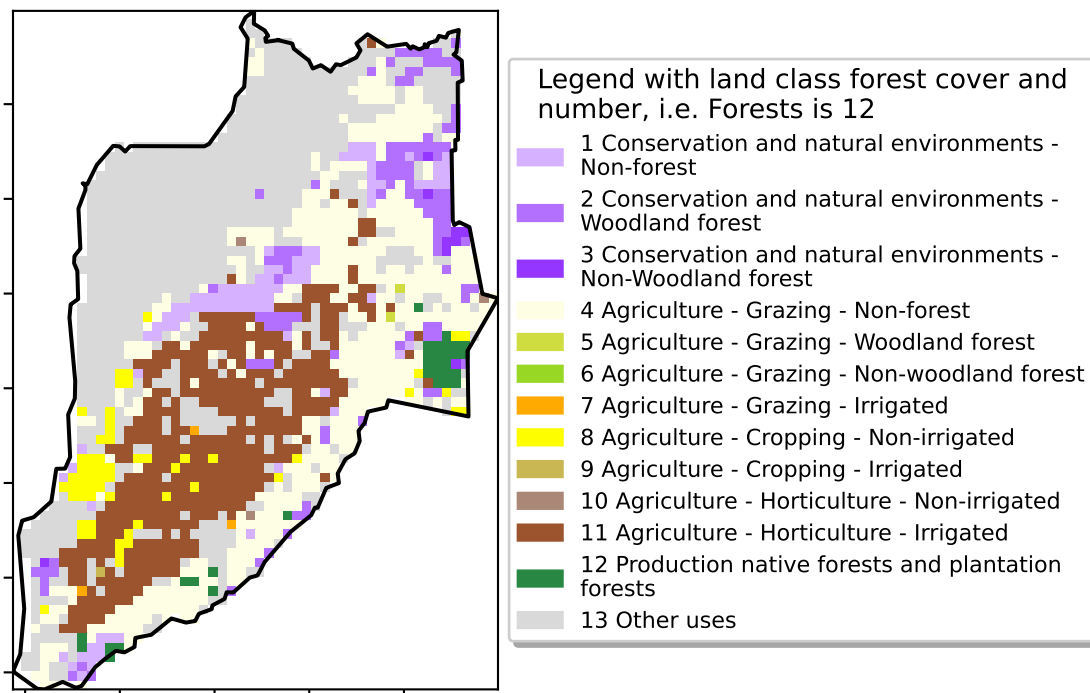 Legend with land class forest cover and
number, i.e. Forests is 12
1 Conservation and natural environments -
Non-forest
2 Conservation and natural environments -
Woodland forest
3 Conservation and natural environments -
Non-Woodland forest
4 Agriculture - Grazing - Non-forest
5 Agriculture - Grazing - Woodland forest
6 Agriculture - Grazing - Non-woodland forest
7 Agriculture - Grazing - Irrigated
8 Agriculture - Cropping - Non-irrigated
9 Agriculture - Cropping - Irrigated
10 Agriculture - Horticulture - Non-irrigated
11 Agriculture - Horticulture - Irrigated
12 Production native forests and plantation
forests
13 Other uses